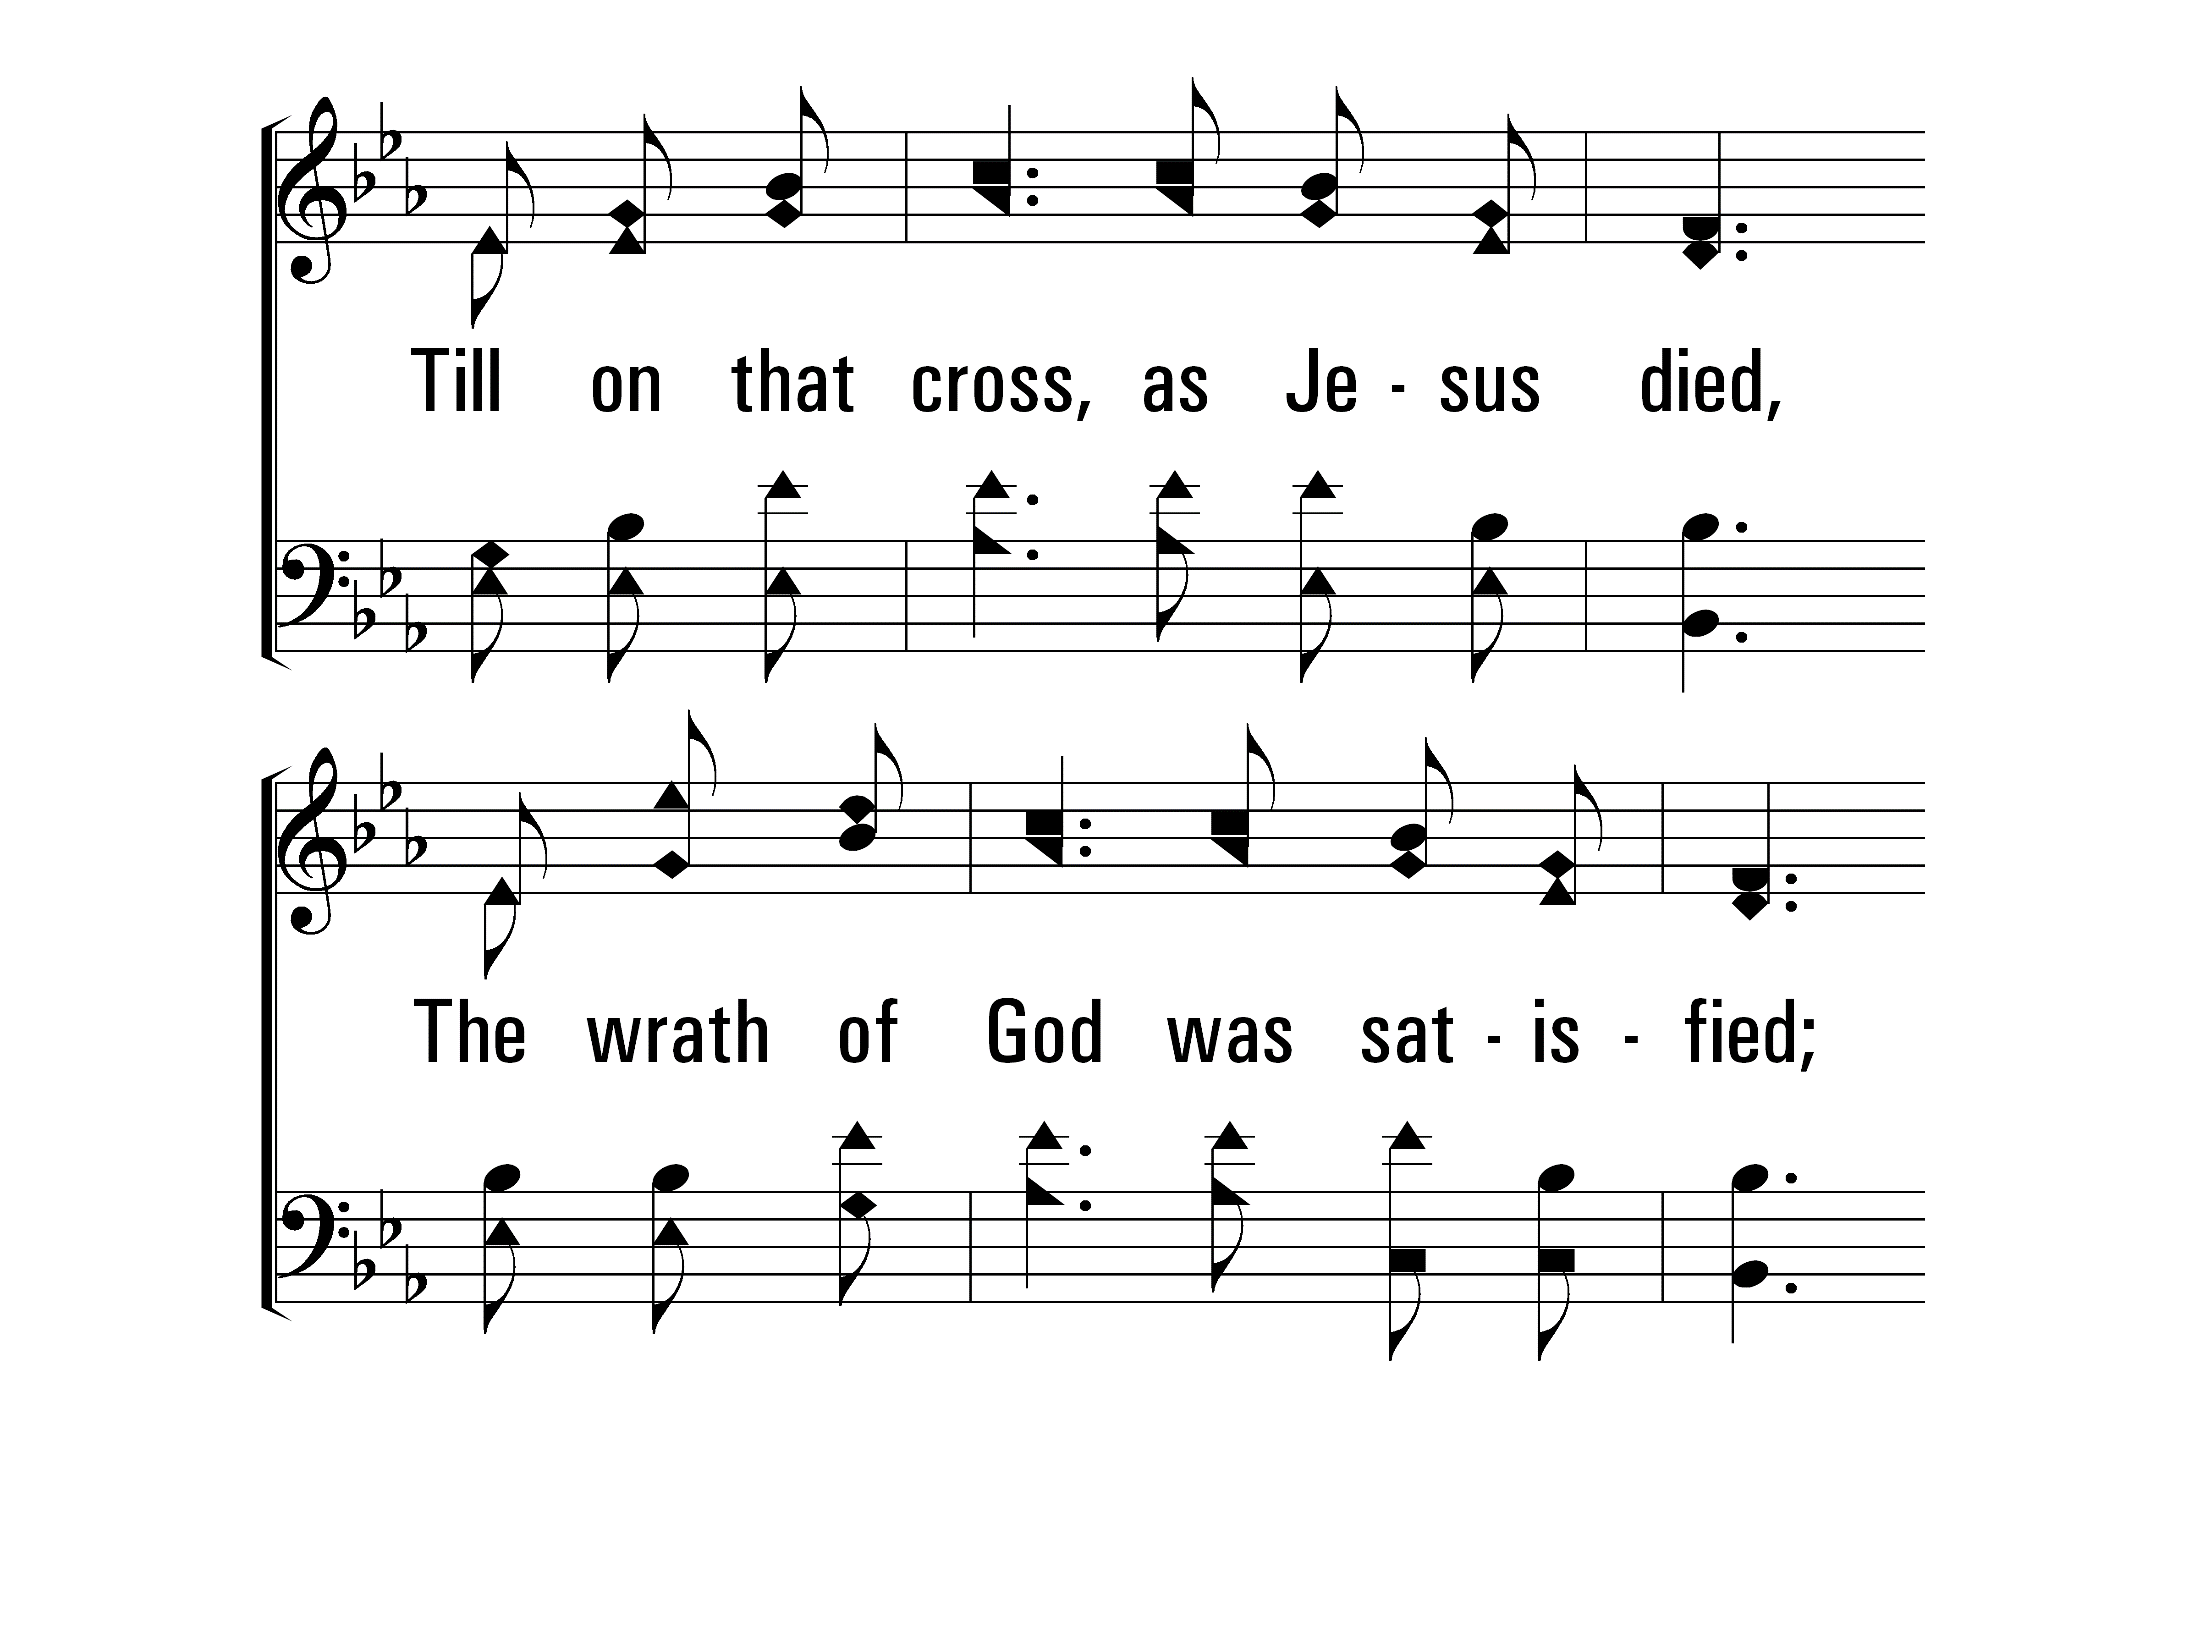 Till on that cross, as Je - sus died,
The wrath of God was sat - is - fied;